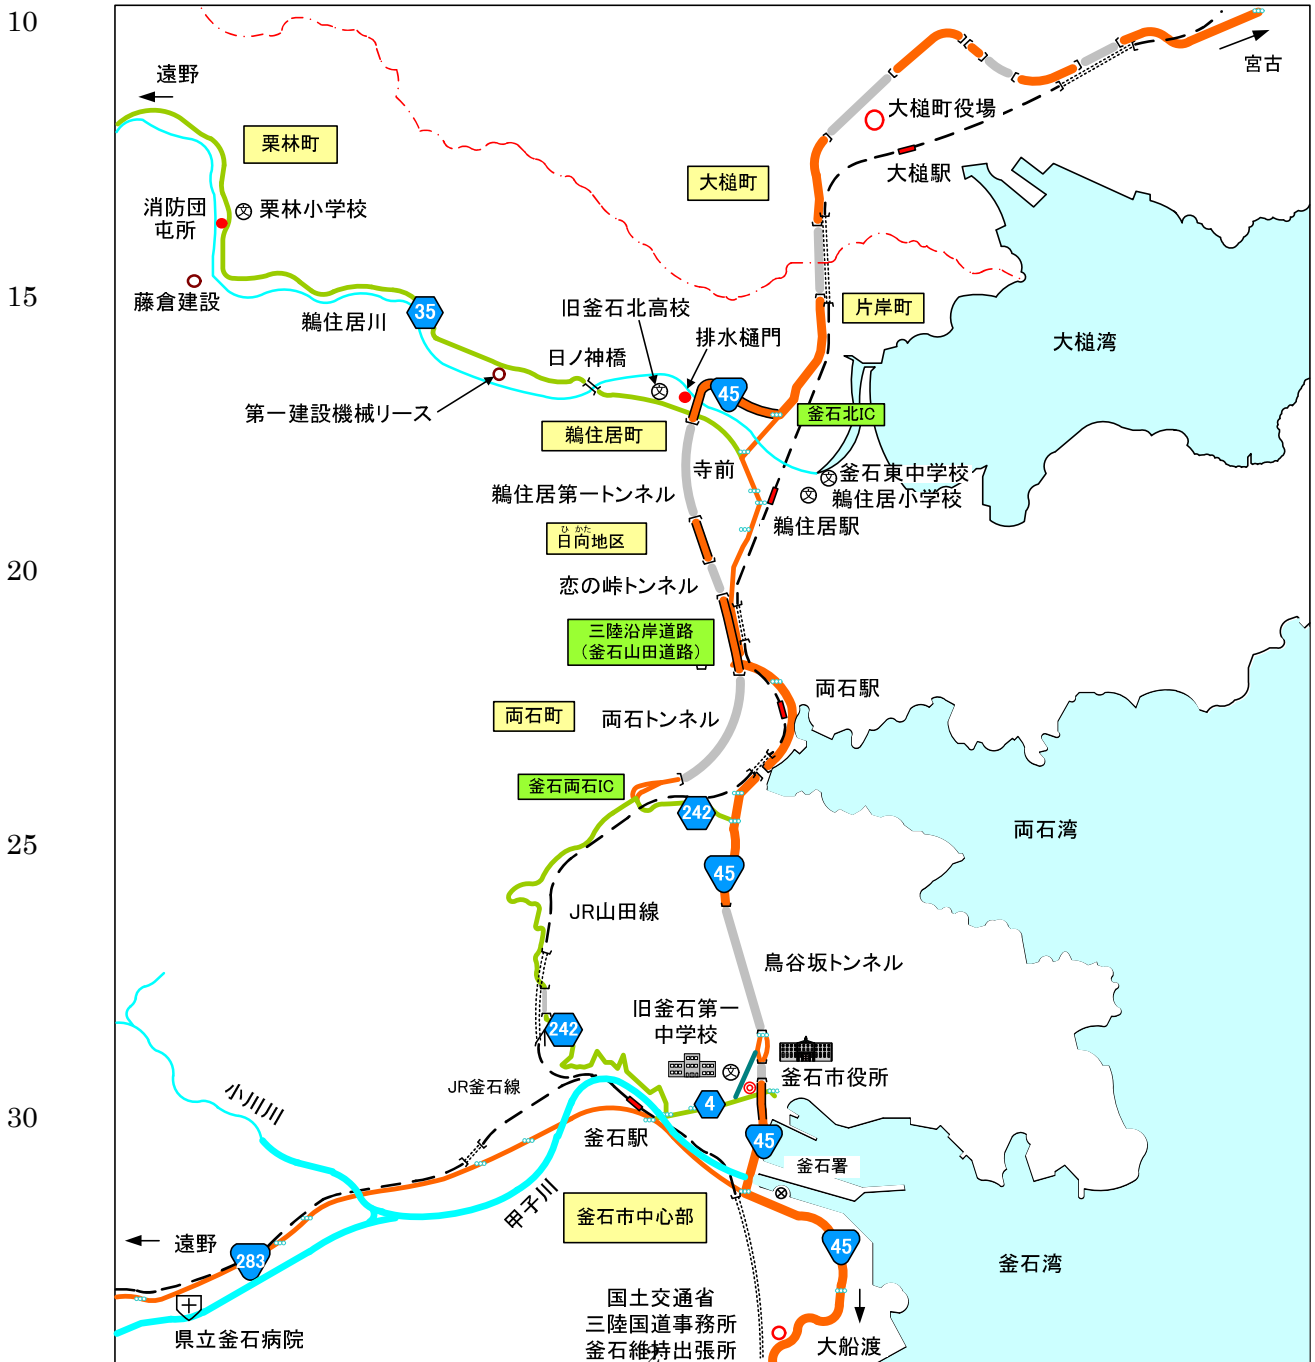 10
宮古
遠野
大槌町役場
栗林町
大槌駅
大槌町
消防団
屯所
栗林小学校
15
藤倉建設
鵜住居川
35
旧釜石北高校
排水樋門
片岸町
大槌湾
日ノ神橋
45
第一建設機械リース
釜石北IC
鵜住居町
寺前
釜石東中学校
鵜住居小学校
鵜住居第一トンネル
鵜住居駅
ひ かた
日向地区
20
恋の峠トンネル
三陸沿岸道路
(釜石山田道路)
両石駅
両石町
両石トンネル
釜石両石IC
242
両石湾
25
45
JR山田線
鳥谷坂トンネル
旧釜石第一
中学校
242
釜石市役所
JR釜石線
小川川
4
30
釜石駅
45
釜石署
甲子川
釜石市中心部
遠野
283
45
釜石湾
国土交通省
三陸国道事務所
釜石維持出張所
県立釜石病院
大船渡